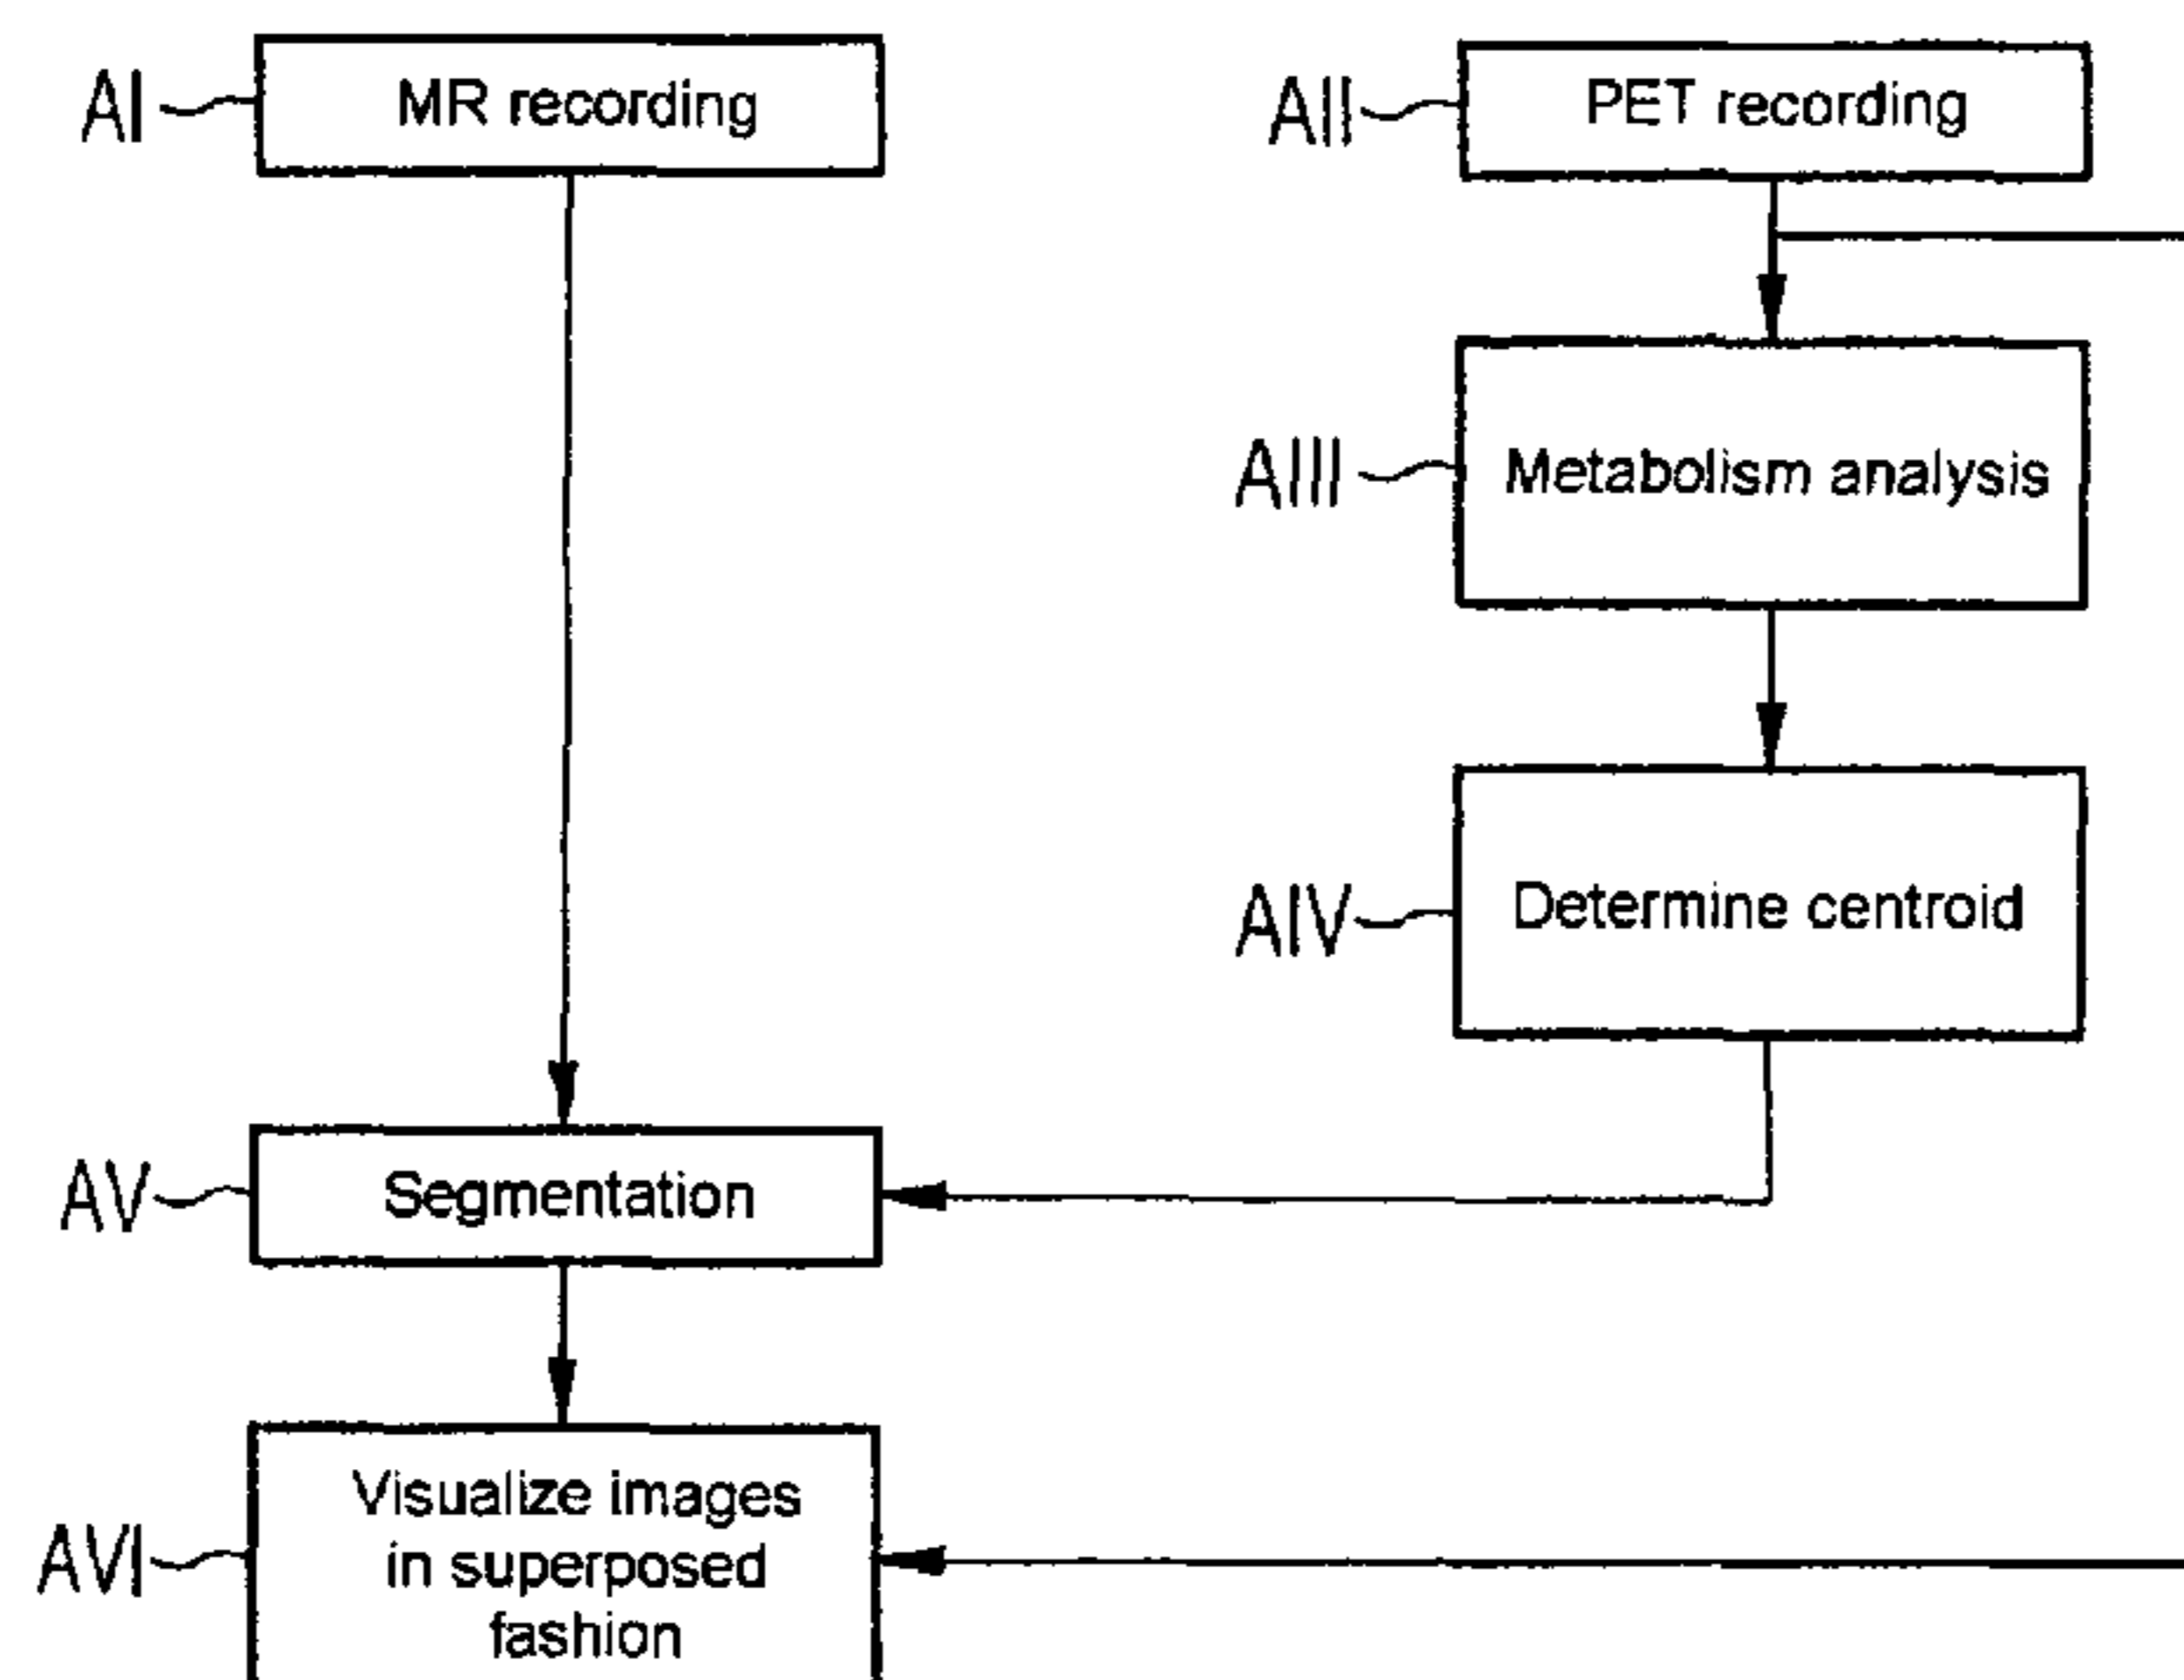 AI
MR recording
AII
PET recording
AIII
Metabolism analysis
AIV
Determine centroid
AV
Segmentation
AVI
Visualize images
in superposed
fashion